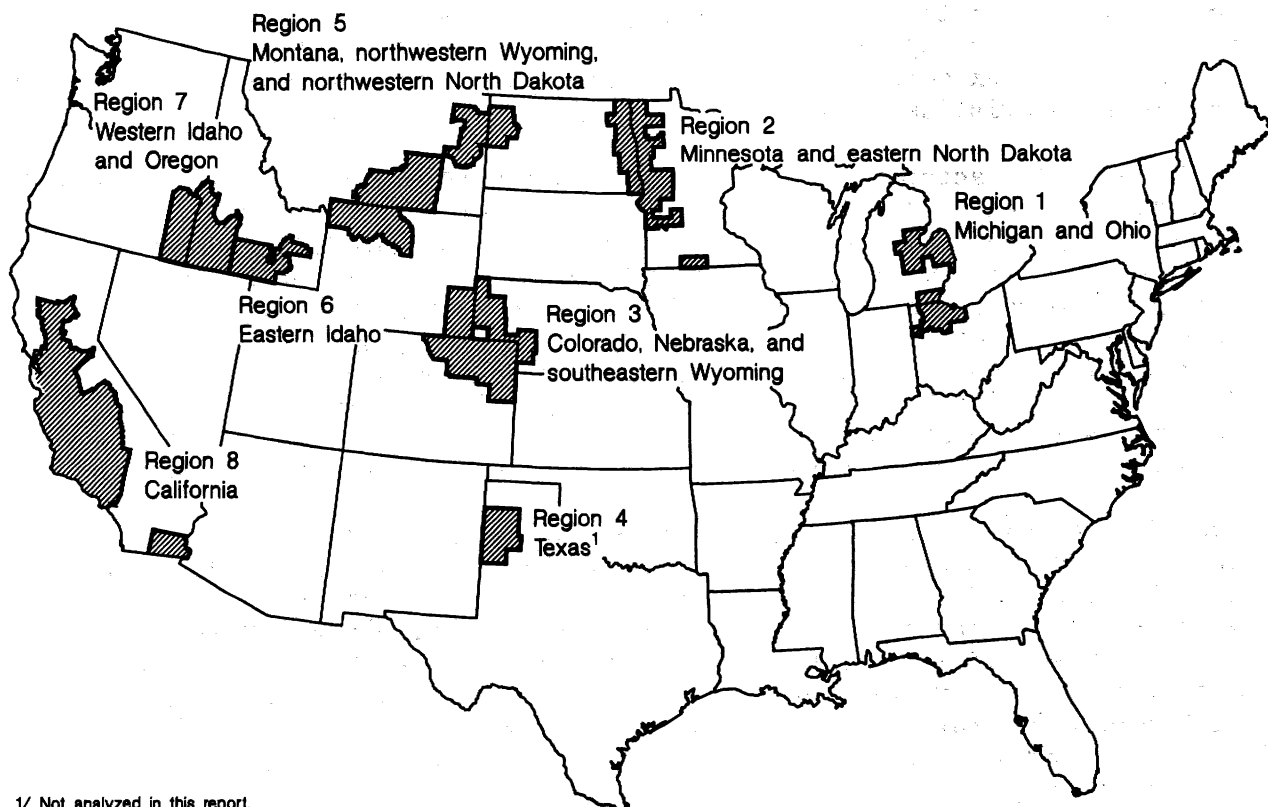 Region 5
Montana, northwestern Wyoming,
and northwestern North Dakota
Region 7
Western Idaho
and Oregon
Region 2
Minnesota and eastern North Dakota
Region 1
Michigan and Ohio
Region 6
Eastern Idaho
Region 3
Colorado, Nebraska, and
southeastern Wyoming
Region 8
California
Region 4
Texas¹
1/ Not analyzed in this report.